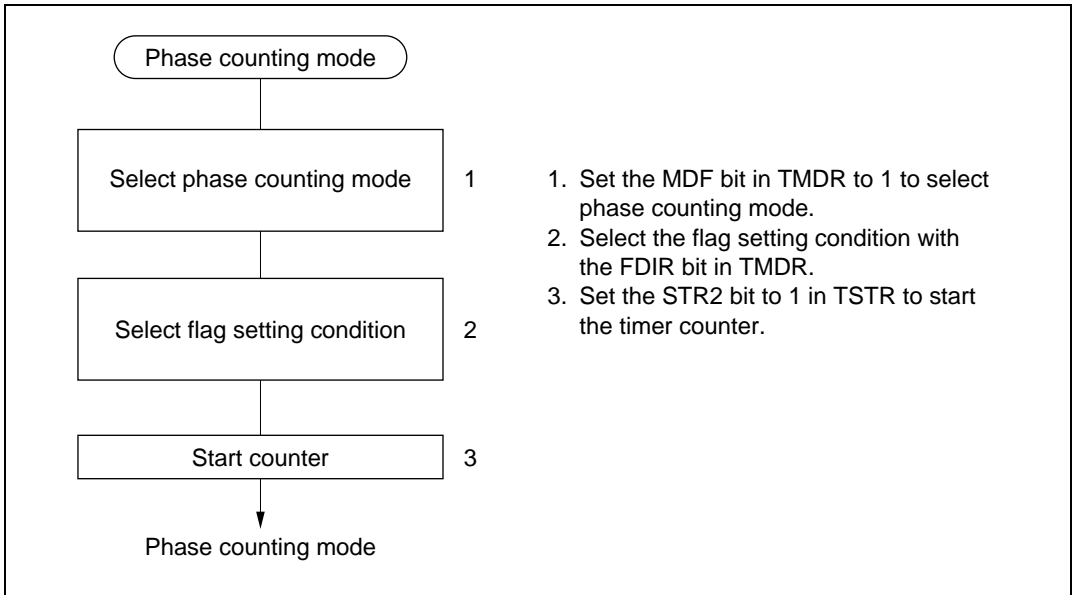 Phase counting mode
Select phase counting mode 1
Select flag setting condition 2
Start counter 3
Phase counting mode
1. Set the MDF bit in TMDR to 1 to select
phase counting mode.
2. Select the flag setting condition with
the FDIR bit in TMDR.
3. Set the STR2 bit to 1 in TSTR to start
the timer counter.